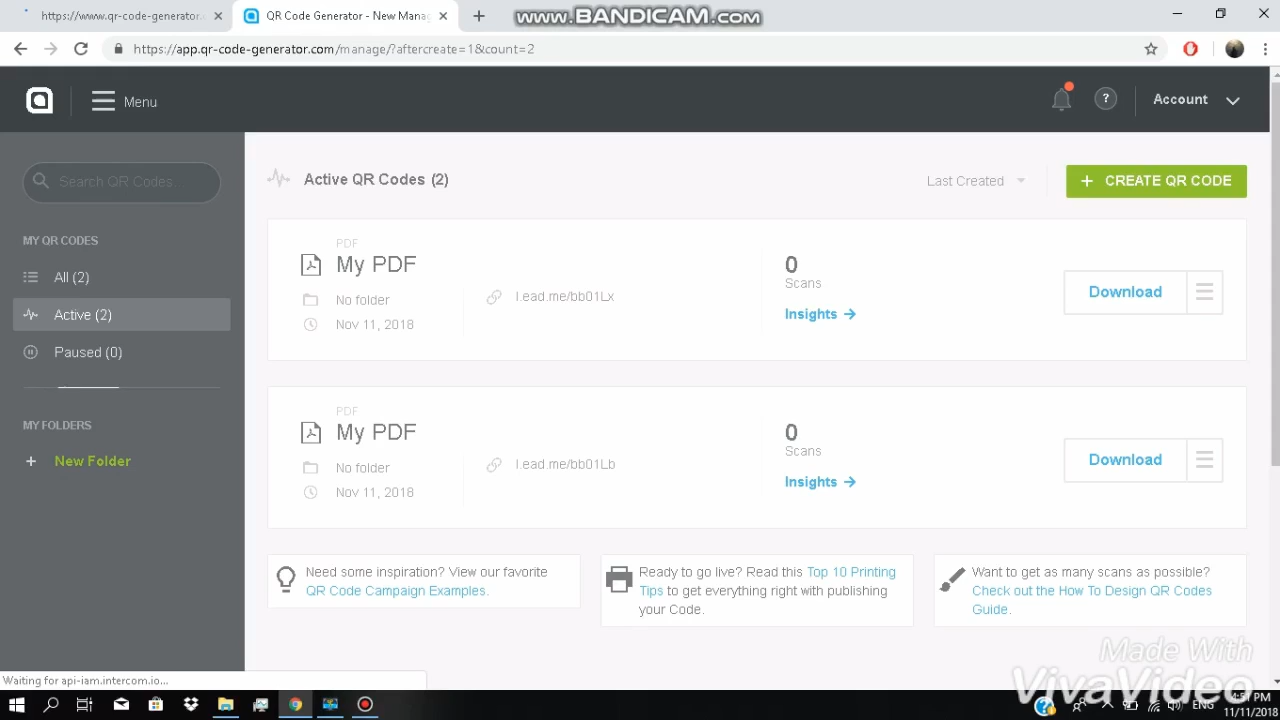 https://www.qr-code-generator.
QR Code Generator - New Mana
www.BANDICAM.com
https://app.qr-code-generator.com/manage/?aftercreate=1&count=2
Menu
?
Account
Search QR Codes...
Active QR Codes (2)
Last Created
+ CREATE QR CODE
MY QR CODES
All (2)
Active (2)
Paused (0)
MY FOLDERS
+ New Folder
PDF
My PDF
No folder
Nov 11, 2018
l.ead.me/bb01Lx
0
Scans
Insights →
Download
PDF
My PDF
No folder
Nov 11, 2018
l.ead.me/bb01Lb
0
Scans
Insights →
Download
Need some inspiration? View our favorite
QR Code Campaign Examples.
Ready to go live? Read this Top 10 Printing
Tips to get everything right with publishing
your Code.
Want to get as many scans as possible?
Check out the How To Design QR Codes
Guide.
Made With
VivaVideo
Waiting for api-iam.intercom.io...
ENG
11/11/2018